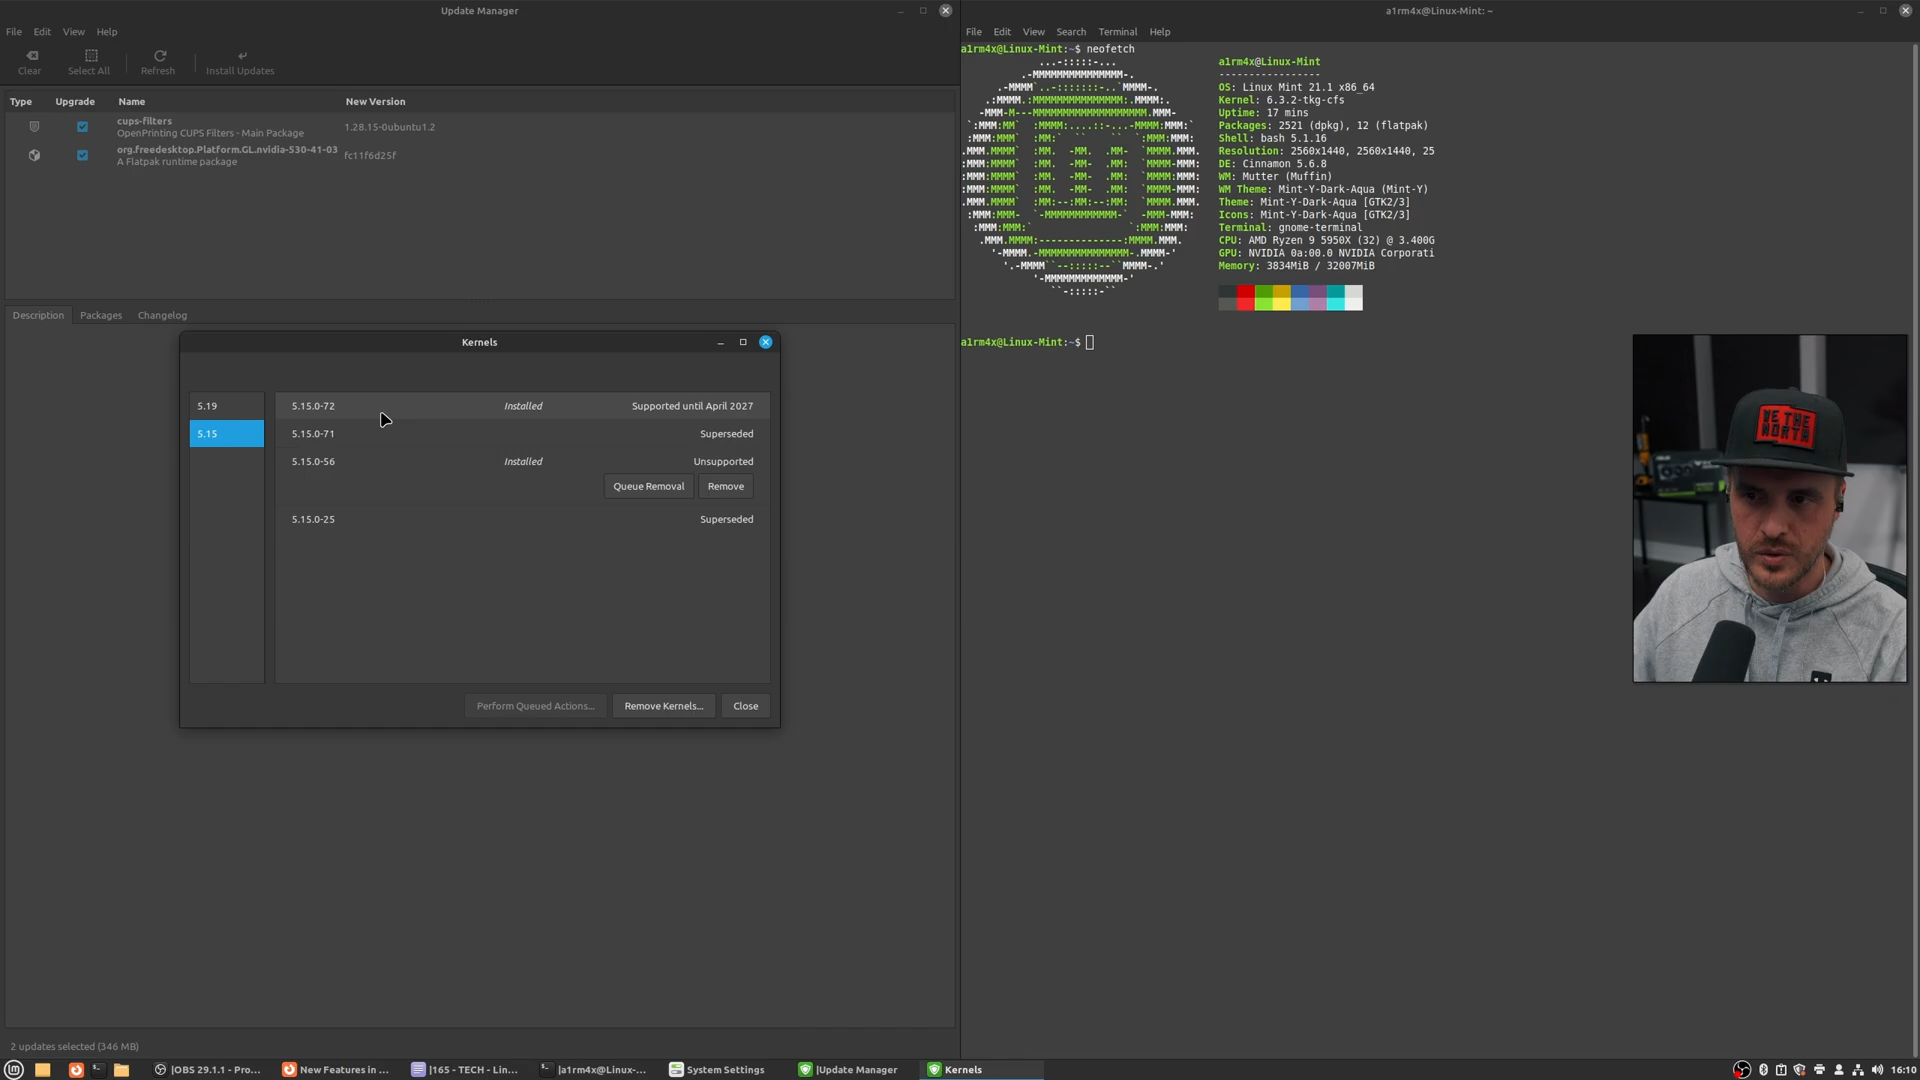 Update Manager
File Edit View Help
Clear Select All Refresh Install Updates
Type Upgrade Name New Version
cups-filters
OpenPrinting CUPS Filters - Main Package
1.28.15-0ubuntu1.2
org.freedesktop.Platform.GL.nvidia-530-41-03
A Flatpak runtime package
fc11f6d25f
Description Packages Changelog
Kernels
5.19
5.15
5.15.0-72 Installed Supported until April 2027
5.15.0-71 Superseded
5.15.0-56 Installed Unsupported
Queue Removal Remove
5.15.0-25 Superseded
Perform Queued Actions... Remove Kernels... Close
2 updates selected (346 MB)
a1rm4x@Linux-Mint: ~
File Edit View Search Terminal Help
a1rm4x@Linux-Mint:~$ neofetch
a1rm4x@Linux-Mint
-----------------
OS: Linux Mint 21.1 x86_64
Kernel: 6.3.2-tkg-cfs
Uptime: 17 mins
Packages: 2521 (dpkg), 12 (flatpak)
Shell: bash 5.1.16
Resolution: 2560x1440, 2560x1440, 25
DE: Cinnamon 5.6.8
WM: Mutter (Muffin)
WM Theme: Mint-Y-Dark-Aqua (Mint-Y)
Theme: Mint-Y-Dark-Aqua [GTK2/3]
Icons: Mint-Y-Dark-Aqua [GTK2/3]
Terminal: gnome-terminal
CPU: AMD Ryzen 9 5950X (32) @ 3.400G
GPU: NVIDIA 0a:00.0 NVIDIA Corporati
Memory: 3834MiB / 32007MiB
a1rm4x@Linux-Mint:~$
WE THE
NORTH
|OBS 29.1.1 - Pro... New Features in ... |165 - TECH - Lin... |a1rm4x@Linux-... System Settings |Update Manager Kernels 16:10